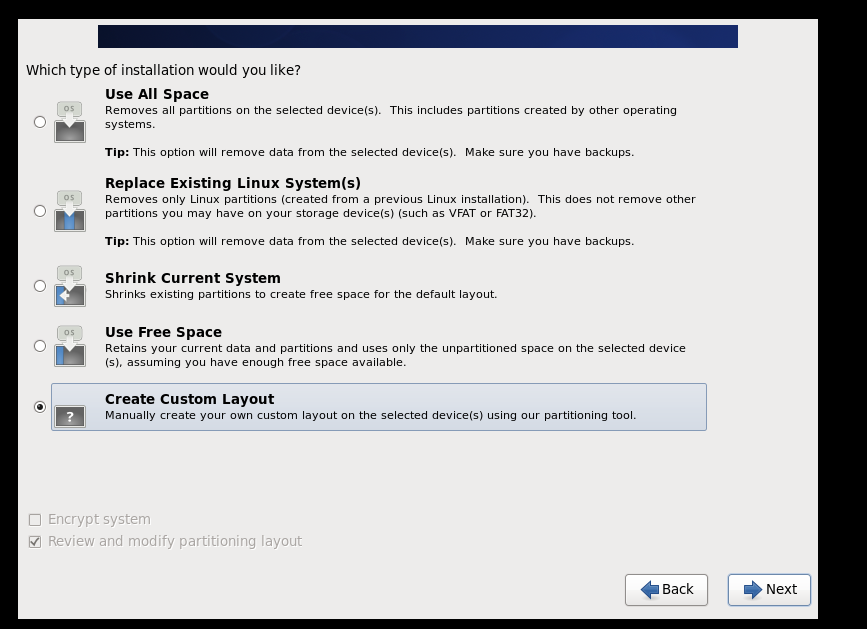 Which type of installation would you like?
OS
Use All Space
Removes all partitions on the selected device(s).  This includes partitions created by other operating
systems.
Tip: This option will remove data from the selected device(s).  Make sure you have backups.
OS
Replace Existing Linux System(s)
Removes only Linux partitions (created from a previous Linux installation).  This does not remove other
partitions you may have on your storage device(s) (such as VFAT or FAT32).
Tip: This option will remove data from the selected device(s).  Make sure you have backups.
OS
Shrink Current System
Shrinks existing partitions to create free space for the default layout.
OS
Use Free Space
Retains your current data and partitions and uses only the unpartitioned space on the selected device
(s), assuming you have enough free space available.
?
Create Custom Layout
Manually create your own custom layout on the selected device(s) using our partitioning tool.
Encrypt system
Review and modify partitioning layout
Back
Next